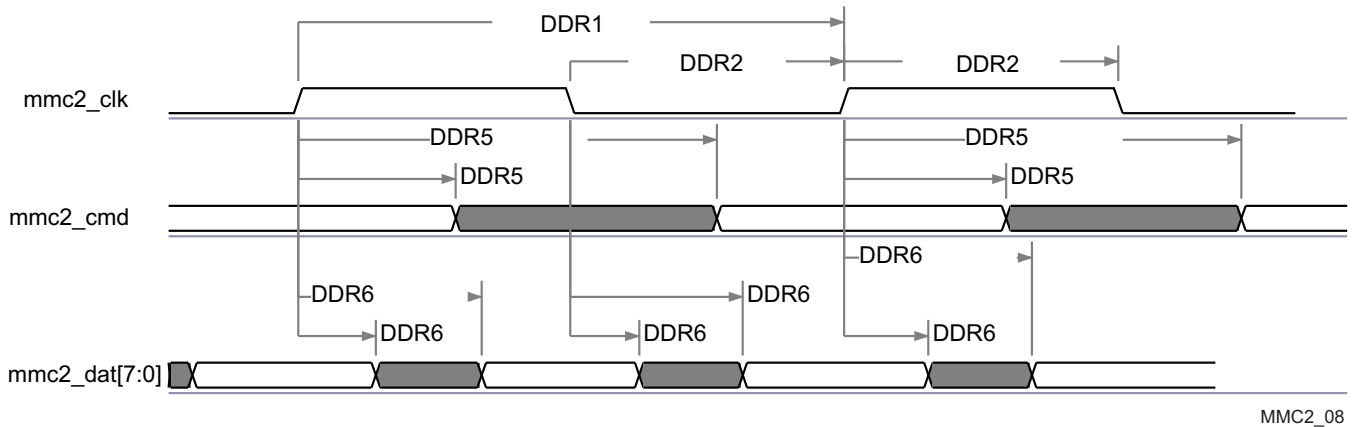 DDR1
DDR2 DDR2
mmc2_clk
DDR5 DDR5
DDR5 DDR5
mmc2_cmd
DDR6
DDR6 DDR6
DDR6 DDR6 DDR6
mmc2_dat[7:0]
MMC2_08